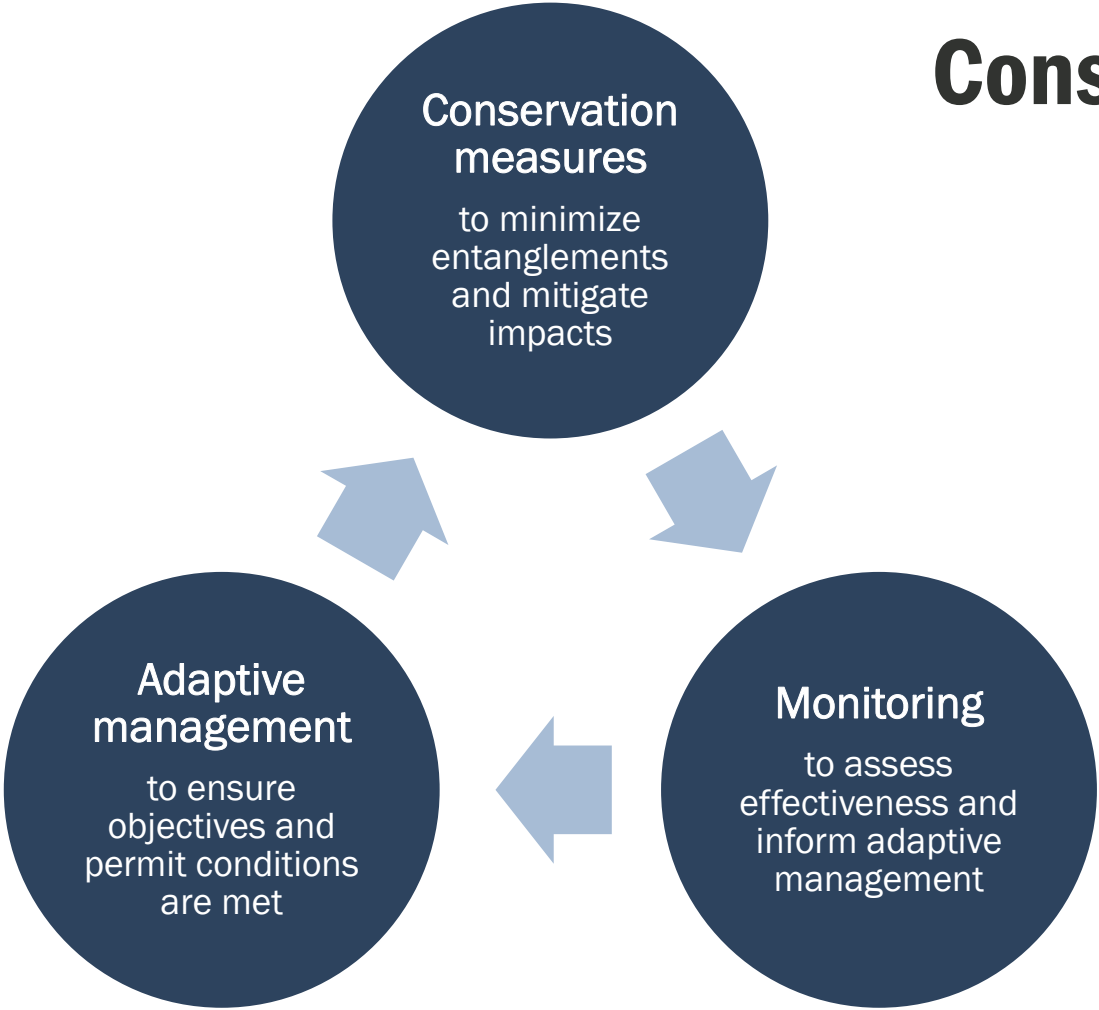 Cons
Conservation
measures
to minimize
entanglements
and mitigate
impacts
Adaptive
management
to ensure
objectives and
permit conditions
are met
Monitoring
to assess
effectiveness and
inform adaptive
management